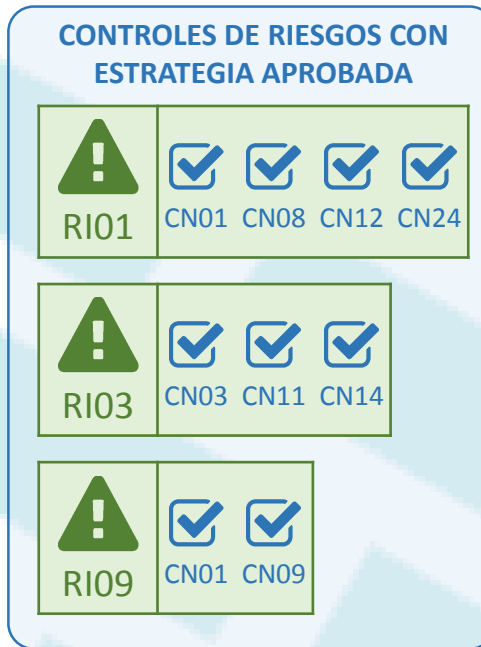 CONTROLES DE RIESGOS CON
ESTRATEGIA APROBADA
RI01
CN01 CN08 CN12 CN24
RI03
CN03 CN11 CN14
RI09
CN01 CN09